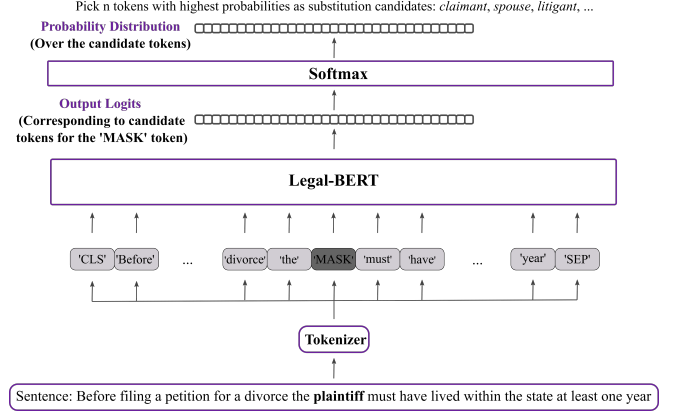 Pick n tokens with highest probabilities as substitution candidates: claimant, spouse, litigant, ...
Probability Distribution
(Over the candidate tokens)
Softmax
Output Logits
(Corresponding to candidate
tokens for the 'MASK' token)
Legal-BERT
'CLS' 'Before' ... 'divorce' 'the' 'MASK' 'must' 'have' ... 'year' 'SEP'
Tokenizer
Sentence: Before filing a petition for a divorce the plaintiff must have lived within the state at least one year